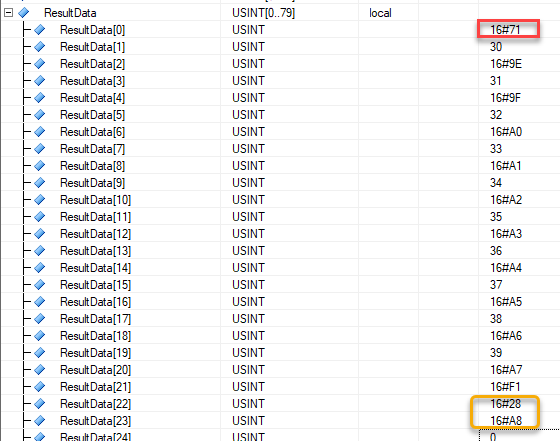 ResultData USINT[0..79] local
ResultData[0] USINT 16#71
ResultData[1] USINT 30
ResultData[2] USINT 16#9E
ResultData[3] USINT 31
ResultData[4] USINT 16#9F
ResultData[5] USINT 32
ResultData[6] USINT 16#A0
ResultData[7] USINT 33
ResultData[8] USINT 16#A1
ResultData[9] USINT 34
ResultData[10] USINT 16#A2
ResultData[11] USINT 35
ResultData[12] USINT 16#A3
ResultData[13] USINT 36
ResultData[14] USINT 16#A4
ResultData[15] USINT 37
ResultData[16] USINT 16#A5
ResultData[17] USINT 38
ResultData[18] USINT 16#A6
ResultData[19] USINT 39
ResultData[20] USINT 16#A7
ResultData[21] USINT 16#F1
ResultData[22] USINT 16#28
ResultData[23] USINT 16#A8
ResultData[24] USINT 0